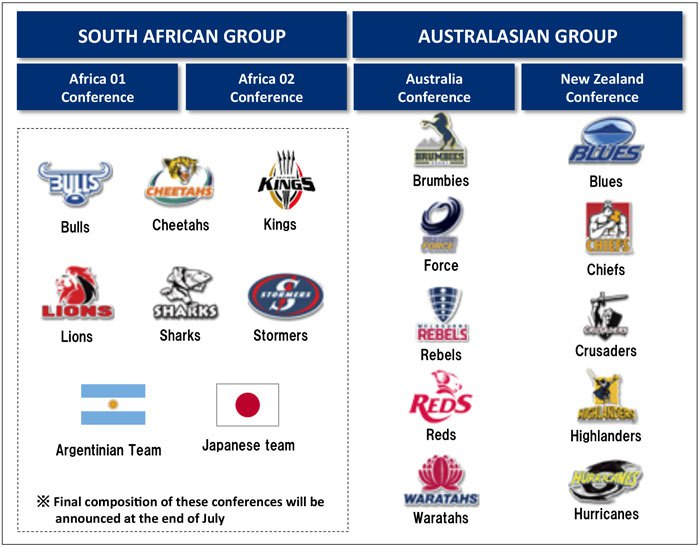 SOUTH AFRICAN GROUP
AUSTRALASIAN GROUP
Africa 01
Conference
Africa 02
Conference
Australia
Conference
New Zealand
Conference
BULLS
Bulls
CHEETAHS
Cheetahs
KINGS
Kings
LIONS
Lions
SHARKS
Sharks
STORMERS
Stormers
Argentinian Team
Japanese team
※ Final composition of these conferences will be
announced at the end of July
BRUMBIES
Brumbies
BLUES
Blues
FORCE
Force
CHIEFS
Chiefs
MELBOURNE
REBELS
Rebels
CRUSADERS
Crusaders
REDS
Reds
HIGHLANDERS
Highlanders
WARATAHS
Waratahs
HURRICANES
Hurricanes